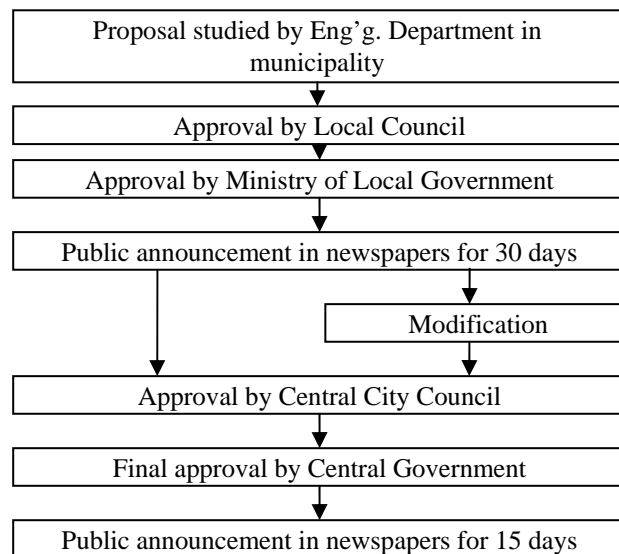 Proposal studied by Eng’g. Department in
municipality
Approval by Local Council
Approval by Ministry of Local Government
Public announcement in newspapers for 30 days
Modification
Approval by Central City Council
Final approval by Central Government
Public announcement in newspapers for 15 days